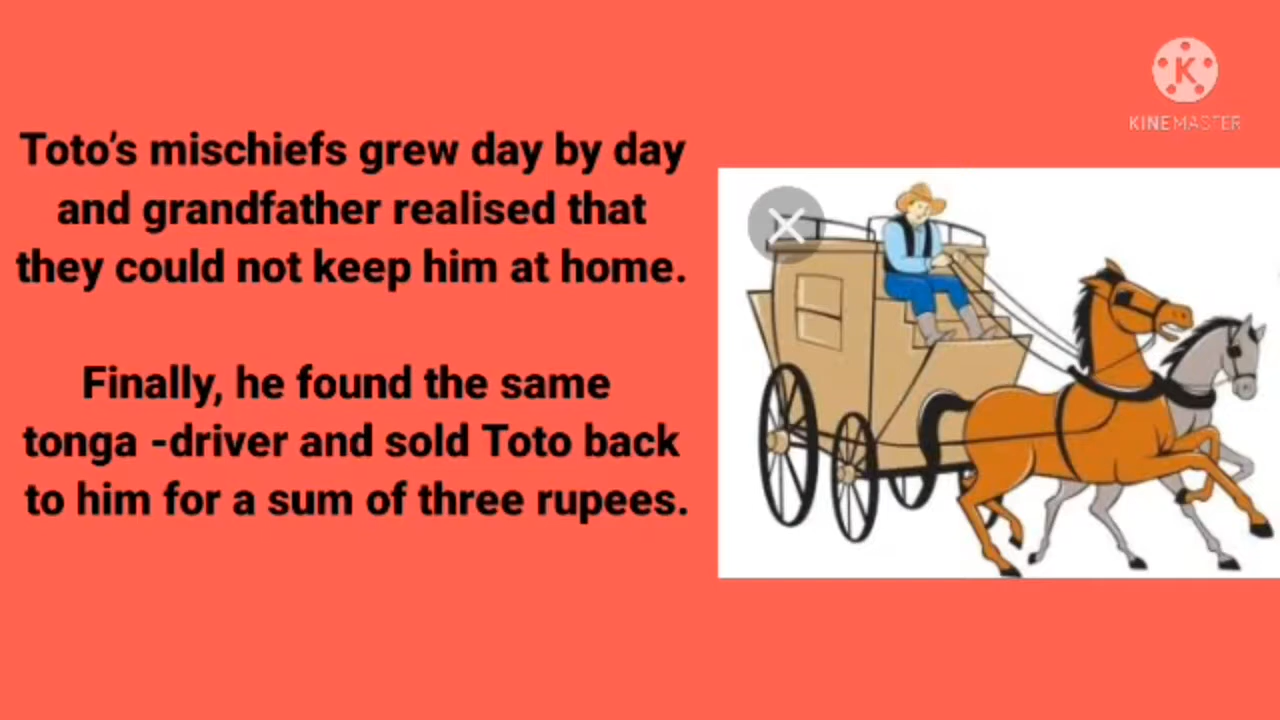 K
KINEMASTER
Toto's mischiefs grew day by day
and grandfather realised that
they could not keep him at home.
Finally, he found the same
tonga -driver and sold Toto back
to him for a sum of three rupees.